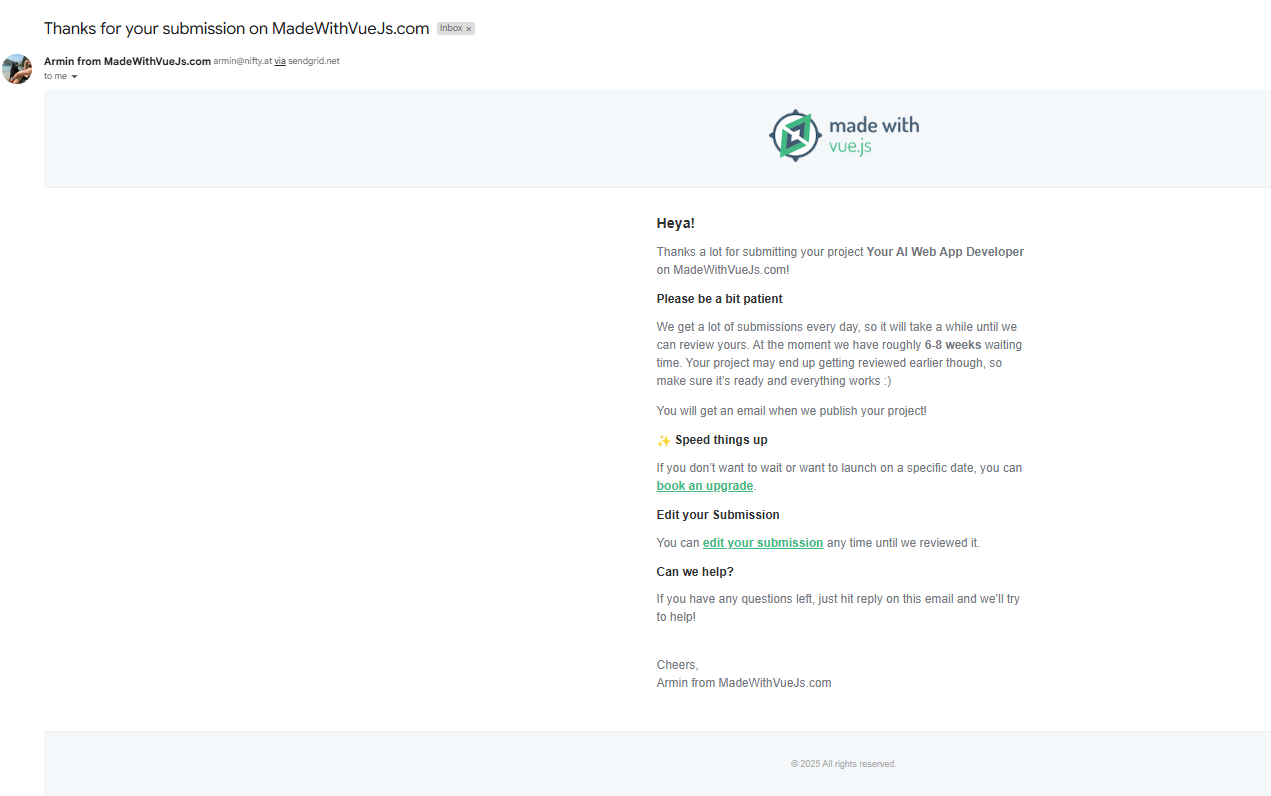 Thanks for your submission on MadeWithVueJs.com Inbox ×
Armin from MadeWithVueJs.com armin@nifty.at via sendgrid.net
to me
made with
vue.js
Heya!
Thanks a lot for submitting your project Your AI Web App Developer
on MadeWithVueJs.com!
Please be a bit patient
We get a lot of submissions every day, so it will take a while until we
can review yours. At the moment we have roughly 6-8 weeks waiting
time. Your project may end up getting reviewed earlier though, so
make sure it’s ready and everything works :)
You will get an email when we publish your project!
✨ Speed things up
If you don’t want to wait or want to launch on a specific date, you can
book an upgrade.
Edit your Submission
You can edit your submission any time until we reviewed it.
Can we help?
If you have any questions left, just hit reply on this email and we’ll try
to help!
Cheers,
Armin from MadeWithVueJs.com
© 2025 All rights reserved.